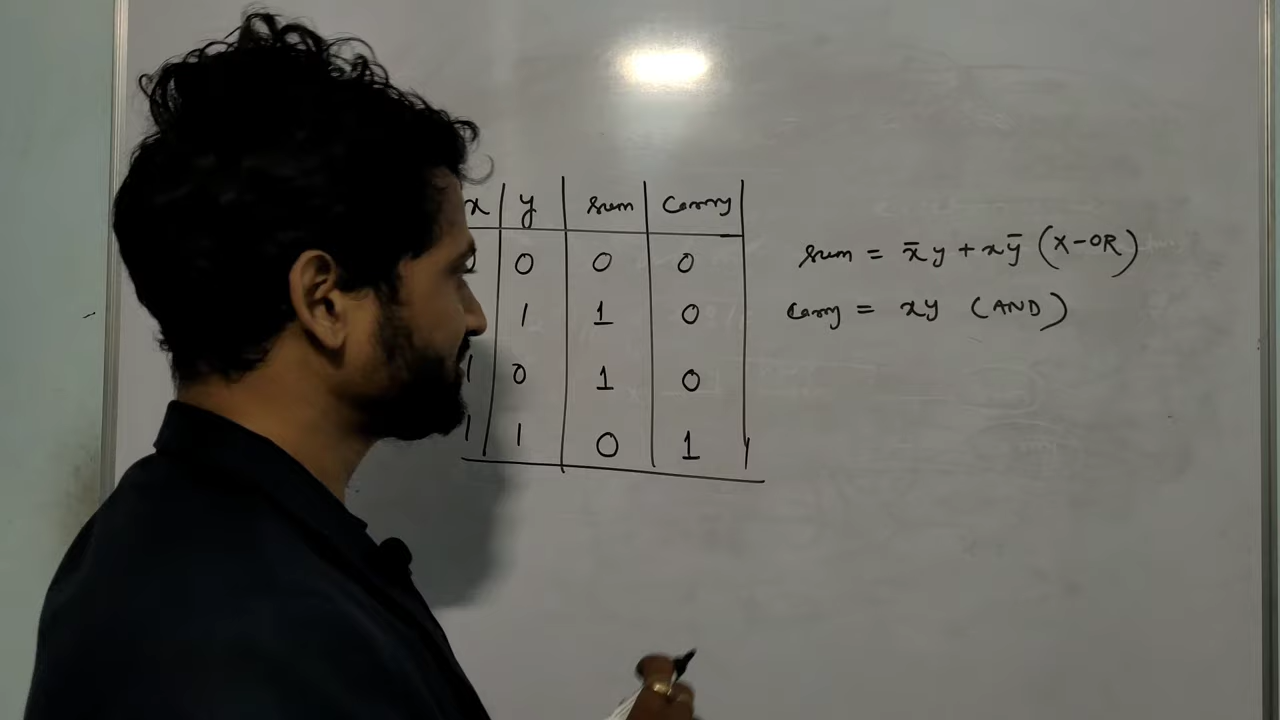 x | y | sum | carry
0 | 0 | 0
1 | 1 | 0
1 | 0 | 1 | 0
1 | 1 | 0 | 1
sum = x̄y + xȳ (X-OR)
carry = xy (AND)